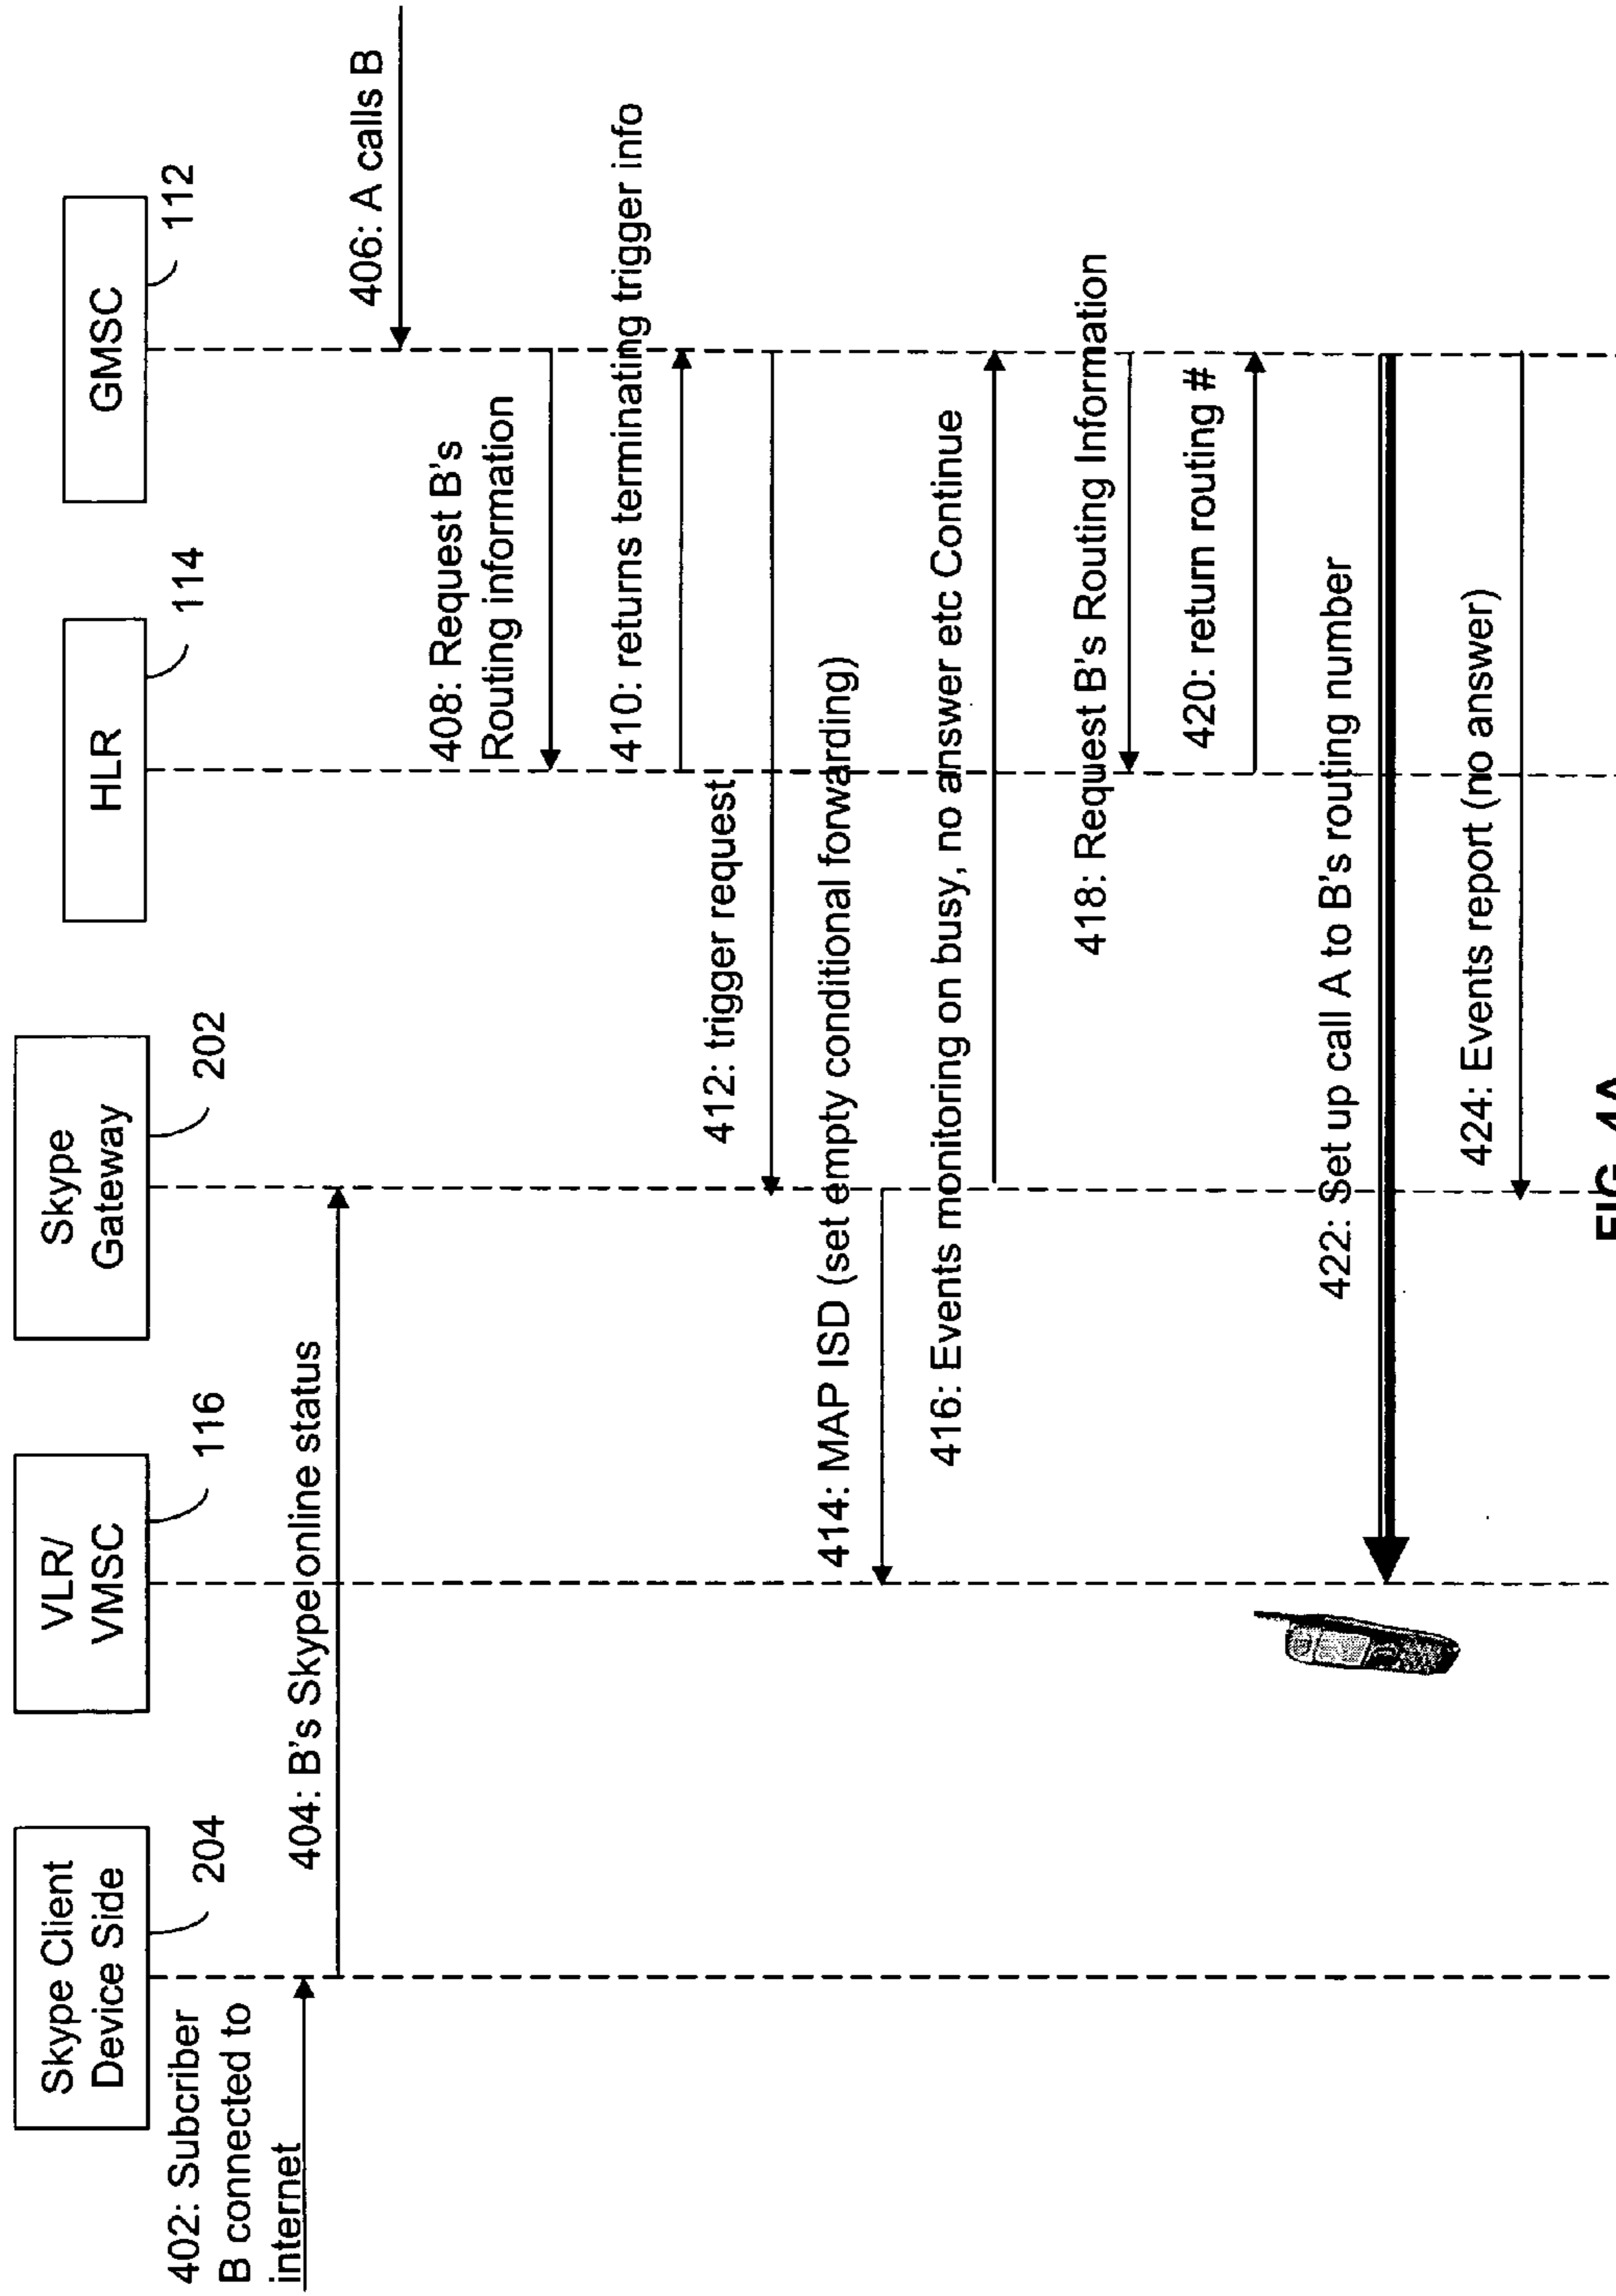 Skype Client
Device Side
204
VLR/
VMSC
116
Skype
Gateway
202
HLR
114
GMSC
112
402: Subcriber
B connected to
internet
404: B's Skype online status
406: A calls B
408: Request B's
Routing information
410: returns terminating trigger info
412: trigger request
414: MAP ISD (set empty conditional forwarding)
416: Events monitoring on busy, no answer etc Continue
418: Request B's Routing Information
420: return routing #
422: Set up call A to B's routing number
424: Events report (no answer)
FIG 4A